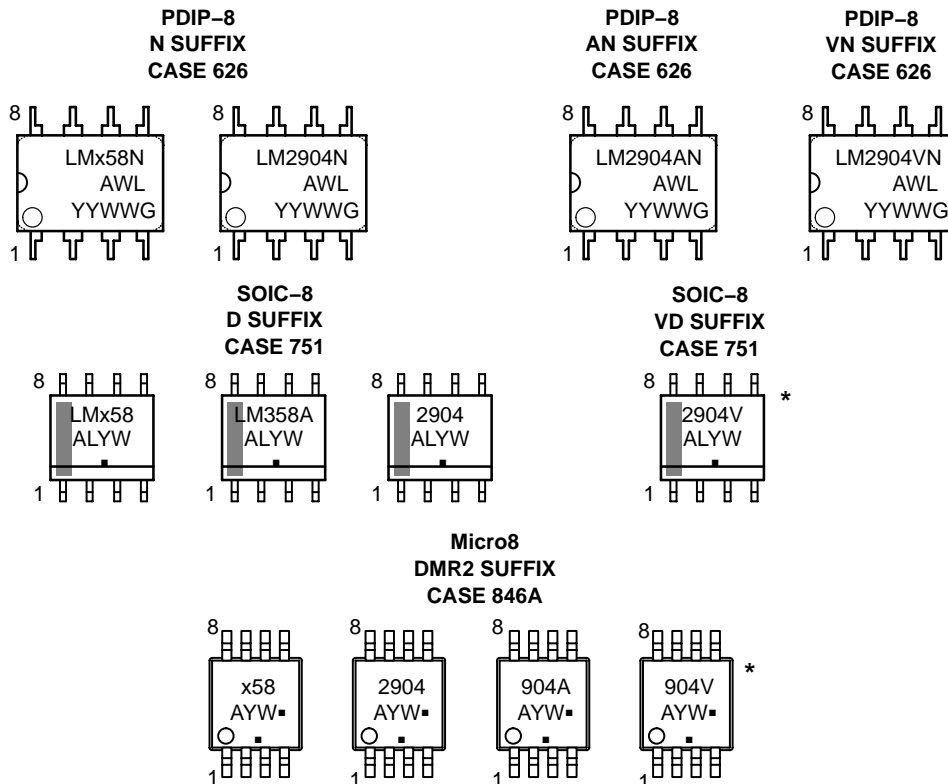 PDIP–8
N SUFFIX
CASE 626
PDIP–8
AN SUFFIX
CASE 626
PDIP–8
VN SUFFIX
CASE 626
8
LMx58N
AWL
YYWWG
1
LM2904N
AWL
YYWWG
8
LM2904AN
AWL
YYWWG
1
8
LM2904VN
AWL
YYWWG
1
SOIC–8
D SUFFIX
CASE 751
SOIC–8
VD SUFFIX
CASE 751
8
LMx58
ALYW
1
8
LM358A
ALYW
1
8
2904
ALYW
1
8
2904V
ALYW
1
*
Micro8
DMR2 SUFFIX
CASE 846A
8
x58
AYW
1
8
2904
AYW
1
8
904A
AYW
1
8
904V
AYW
1
*